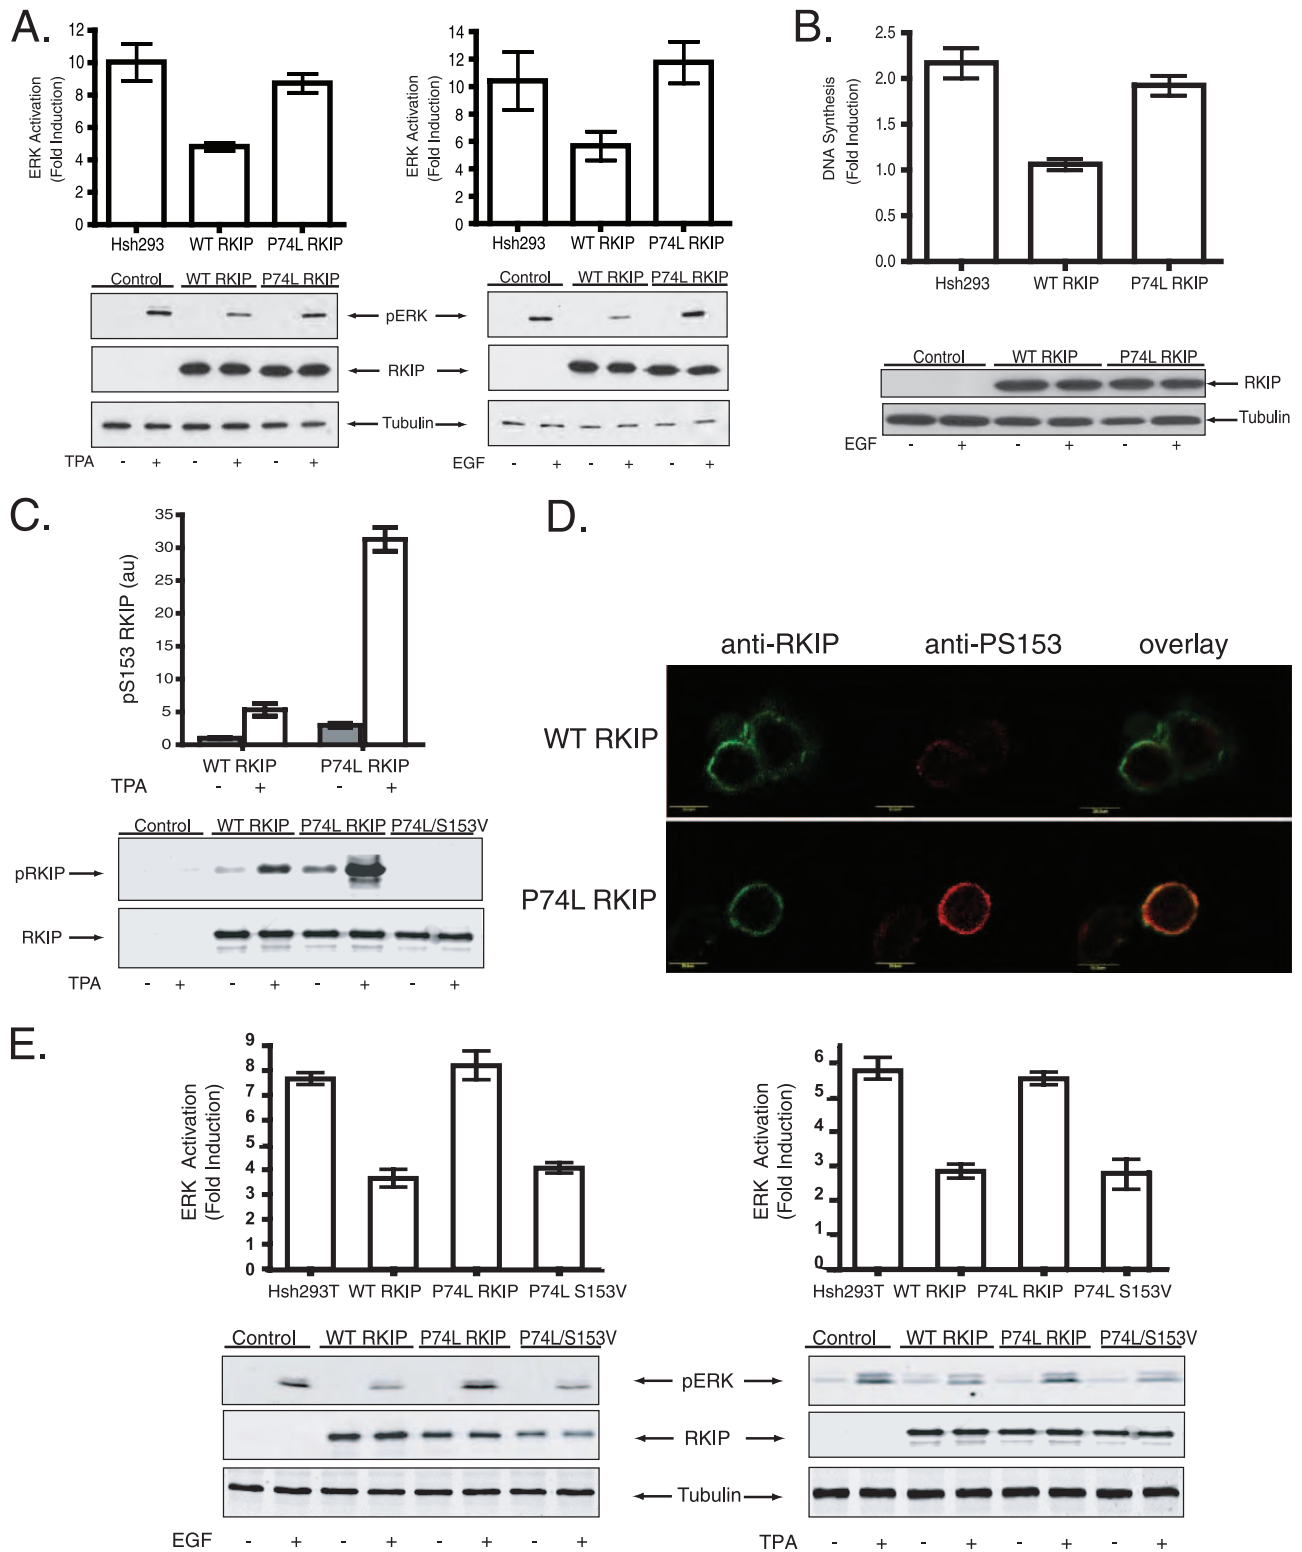 A.
ERK Activation
(Fold Induction)
12
10
8
6
4
2
0
Hsh293 WT RKIP P74L RKIP
ERK Activation
(Fold Induction)
14
12
10
8
6
4
2
0
Hsh293 WT RKIP P74L RKIP
Control WT RKIP P74L RKIP
Control WT RKIP P74L RKIP
pERK
RKIP
Tubulin
TPA - + - + - +
EGF - + - + - +
B.
DNA Synthesis
(Fold Induction)
2.5
2.0
1.5
1.0
0.5
0.0
Hsh293 WT RKIP P74L RKIP
Control WT RKIP P74L RKIP
RKIP
Tubulin
EGF - + - + - +
C.
pS153 RKIP (au)
35
30
25
20
15
10
5
0
WT RKIP P74L RKIP
TPA - + - +
Control WT RKIP P74L RKIP P74L/S153V
pRKIP
RKIP
TPA - + - + - + - +
D.
anti-RKIP anti-PS153 overlay
WT RKIP
P74L RKIP
E.
ERK Activation
(Fold Induction)
9
8
7
6
5
4
3
2
1
0
Hsh293T WT RKIP P74L RKIP P74L S153V
ERK Activation
(Fold Induction)
6
5
4
3
2
1
0
Hsh293T WT RKIP P74L RKIP P74L S153V
Control WT RKIP P74L RKIP P74L/S153V
Control WT RKIP P74L RKIP P74L/S153V
pERK
RKIP
Tubulin
EGF - + - + - + - +
TPA - + - + - + - +